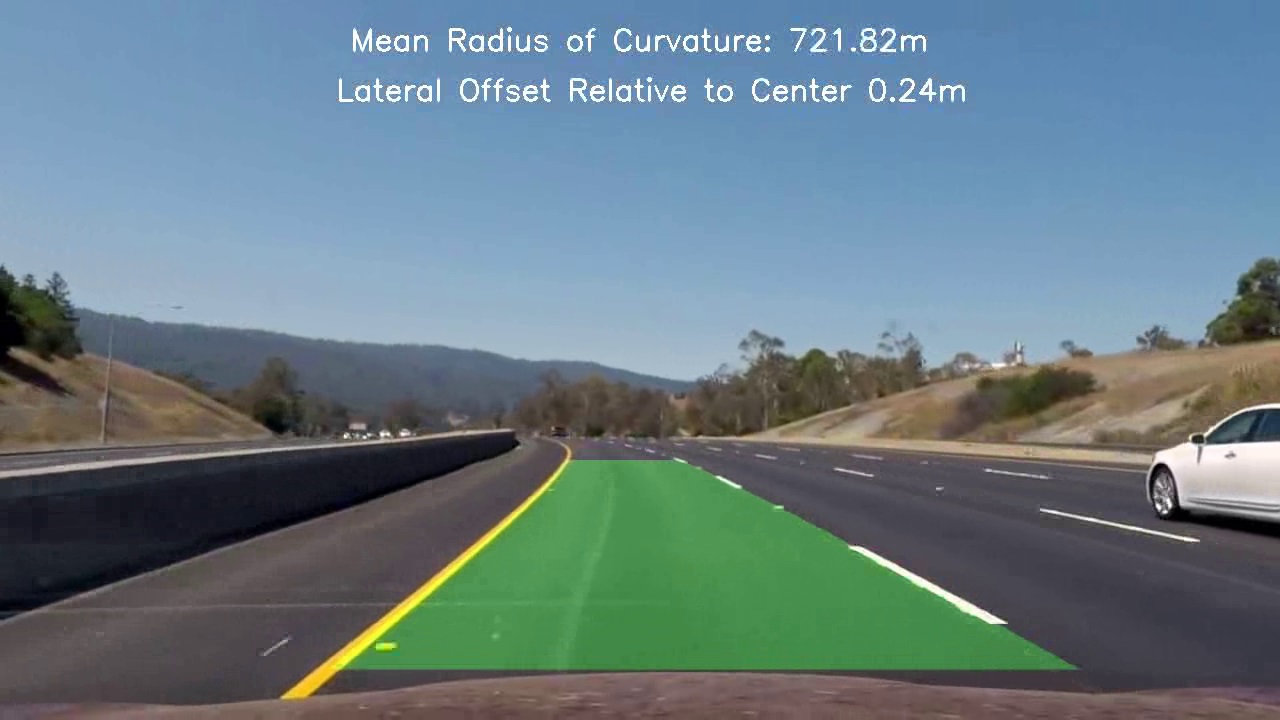 Mean Radius of Curvature: 721.82m
Lateral Offset Relative to Center 0.24m